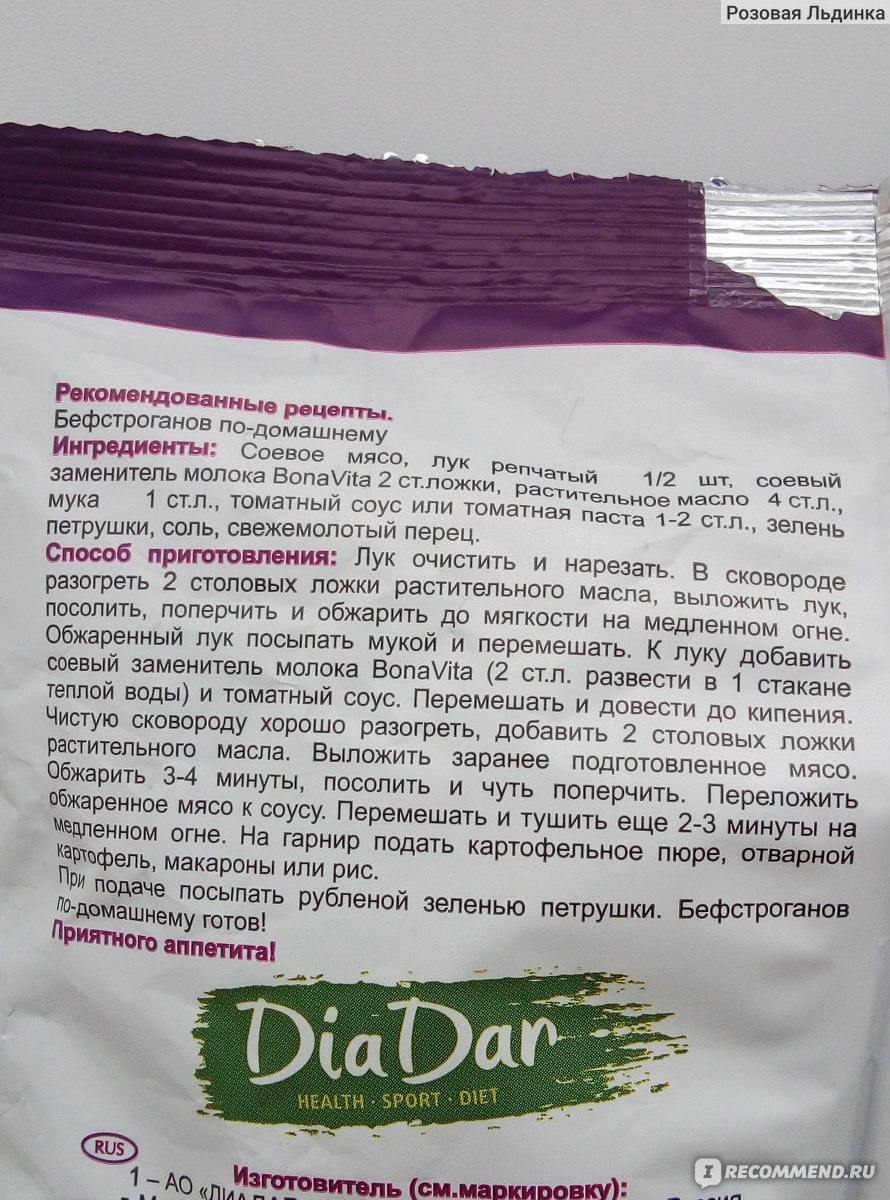 Розовая Льдинка
Рекомендованные рецепты.
Бефстроганов по-домашнему
Ингредиенты: Соевое мясо, лук репчатый 1/2 шт, соевый
заменитель молока BonaVita 2 ст.ложки, растительное масло 4 ст.л.,
мука 1 ст.л., томатный соус или томатная паста 1-2 ст.л., зелень
петрушки, соль, свежемолотый перец.
Способ приготовления: Лук очистить и нарезать. В сковороде
разогреть 2 столовых ложки растительного масла, выложить лук,
посолить, поперчить и обжарить до мягкости на медленном огне.
Обжаренный лук посыпать мукой и перемешать. К луку добавить
соевый заменитель молока BonaVita (2 ст.л. развести в 1 стакане
теплой воды) и томатный соус. Перемешать и довести до кипения.
Чистую сковороду хорошо разогреть, добавить 2 столовых ложки
растительного масла. Выложить заранее подготовленное мясо.
Обжарить 3-4 минуты, посолить и чуть поперчить. Переложить
обжаренное мясо к соусу. Перемешать и тушить еще 2-3 минуты на
медленном огне. На гарнир подать картофельное пюре, отварной
картофель, макароны или рис.
При подаче посыпать рубленой зеленью петрушки. Бефстроганов
по-домашнему готов!
Приятного аппетита!
DiaDar
HEALTH · SPORT · DIET
RUS
Изготовитель (см.маркировку):
1 – АО
IRECOMMEND.RU